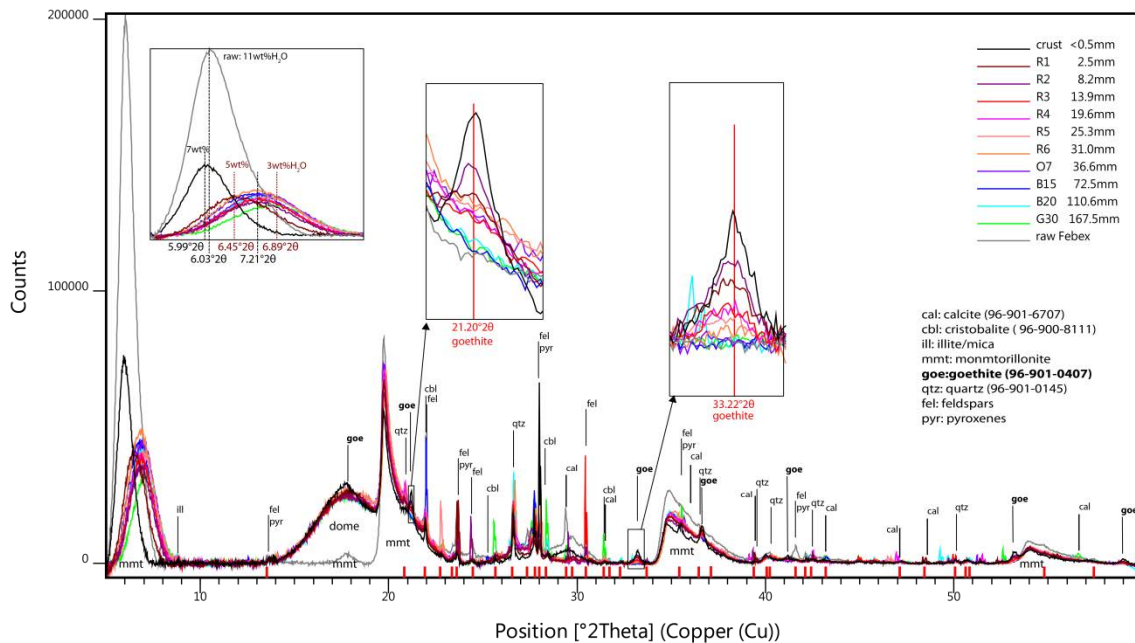 200000
100000
0
Counts
raw: 11wt%H2O
7wt%
5wt%
3wt%H2O
5.99°2θ
6.03°2θ
6.45°2θ
7.21°2θ
6.89°2θ
21.20°2θ
goethite
33.22°2θ
goethite
crust <0.5mm
R1 2.5mm
R2 8.2mm
R3 13.9mm
R4 19.6mm
R5 25.3mm
R6 31.0mm
O7 36.6mm
B15 72.5mm
B20 110.6mm
G30 167.5mm
raw Febex
cal: calcite (96-901-6707)
cbl: cristobalite ( 96-900-8111)
ill: illite/mica
mmt: monmtorillonite
goe:goethite (96-901-0407)
qtz: quartz (96-901-0145)
fel: feldspars
pyr: pyroxenes
mmt
ill
fel
pyr
goe
dome
mmt
mmt
qtz
goe
cbl
fel
fel
pyr
fel
cbl
qtz
fel
pyr
cbl
cal
fel
cbl
cal
goe
mmt
fel
pyr
cal
qtz
goe
cal
qtz
qtz
goe
fel
pyr
qtz
cal
cal
cal
qtz
goe
mmt
cal
goe
10
20
30
40
50
Position [°2Theta] (Copper (Cu))